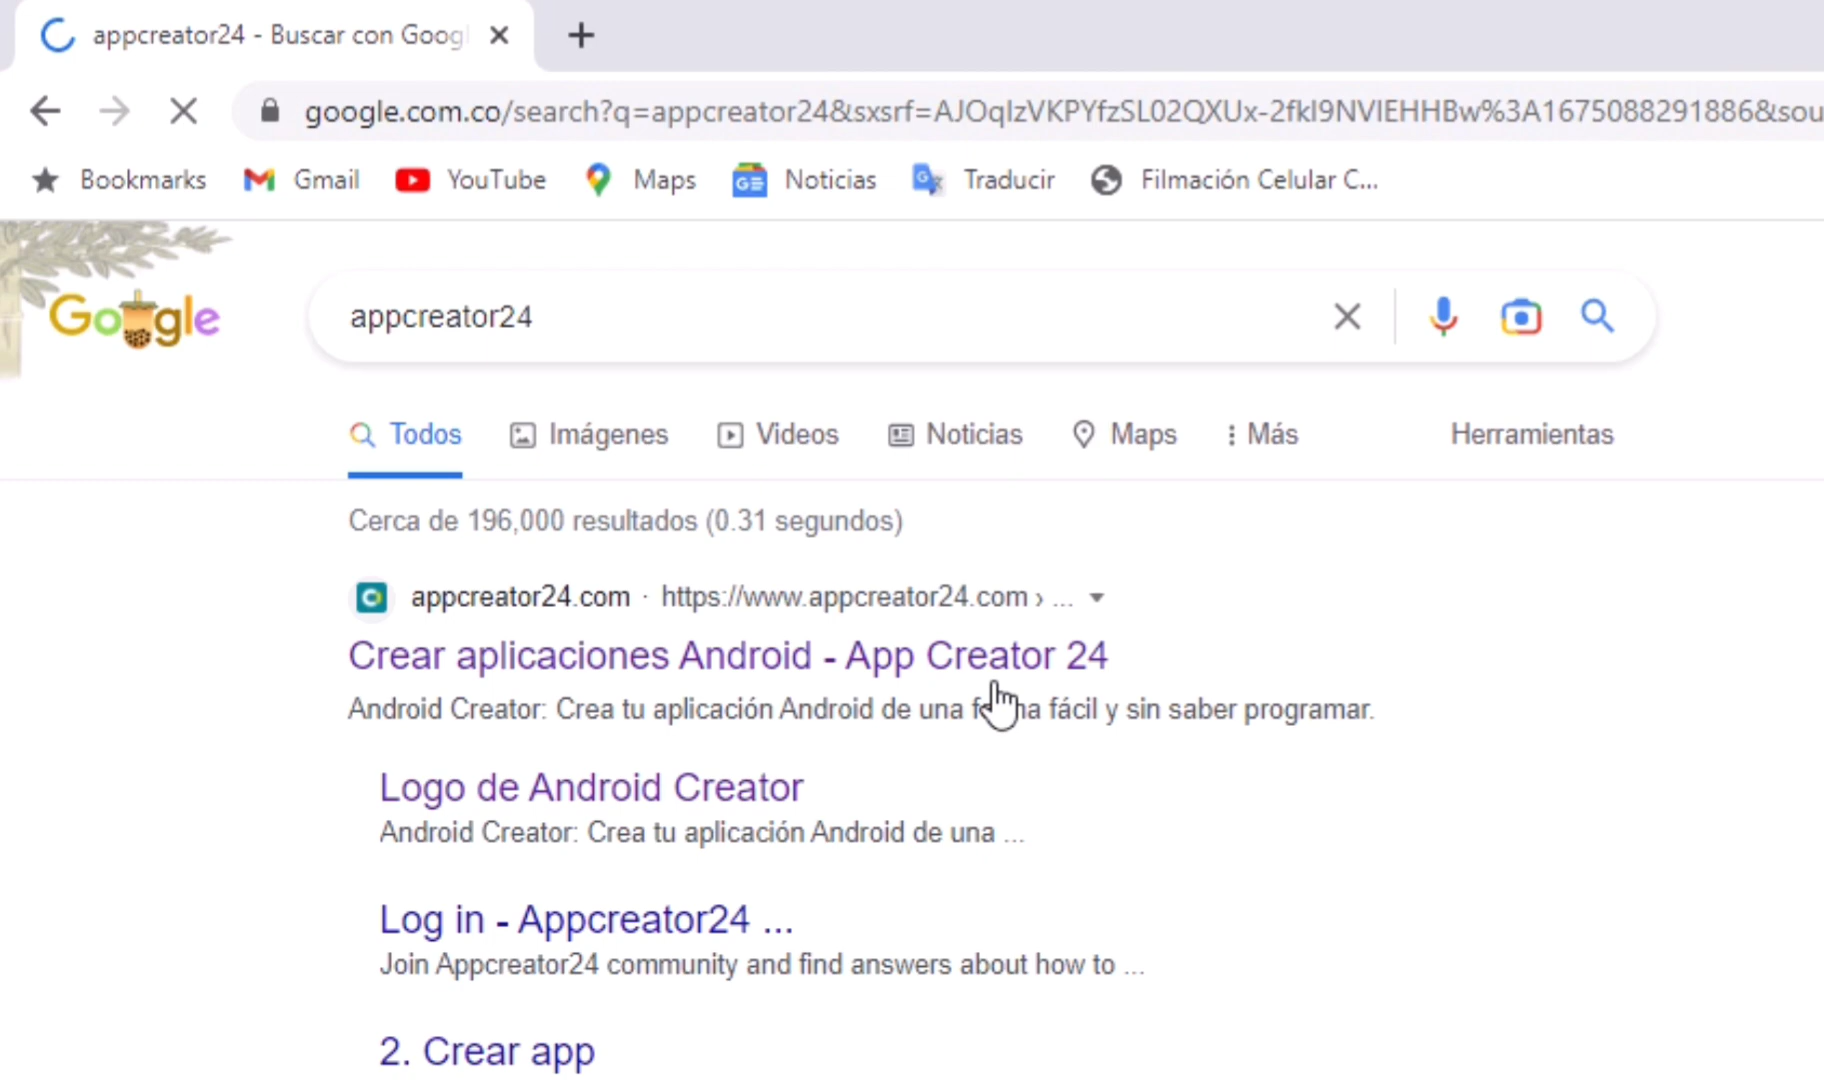 appcreator24 - Buscar con Goog
google.com.co/search?q=appcreator24&sxsrf=AJOqlzVKPYfzSL02QXUx-2fkl9NVIEHHBw%3A1675088291886&sou
Bookmarks Gmail YouTube Maps Noticias Traducir Filmación Celular C...
Google
appcreator24
Todos Imágenes Videos Noticias Maps Más Herramientas
Cerca de 196,000 resultados (0.31 segundos)
appcreator24.com · https://www.appcreator24.com › ...
Crear aplicaciones Android - App Creator 24
Android Creator: Crea tu aplicación Android de una fácil y sin saber programar.
Logo de Android Creator
Android Creator: Crea tu aplicación Android de una ...
Log in - Appcreator24 ...
Join Appcreator24 community and find answers about how to ...
2. Crear app